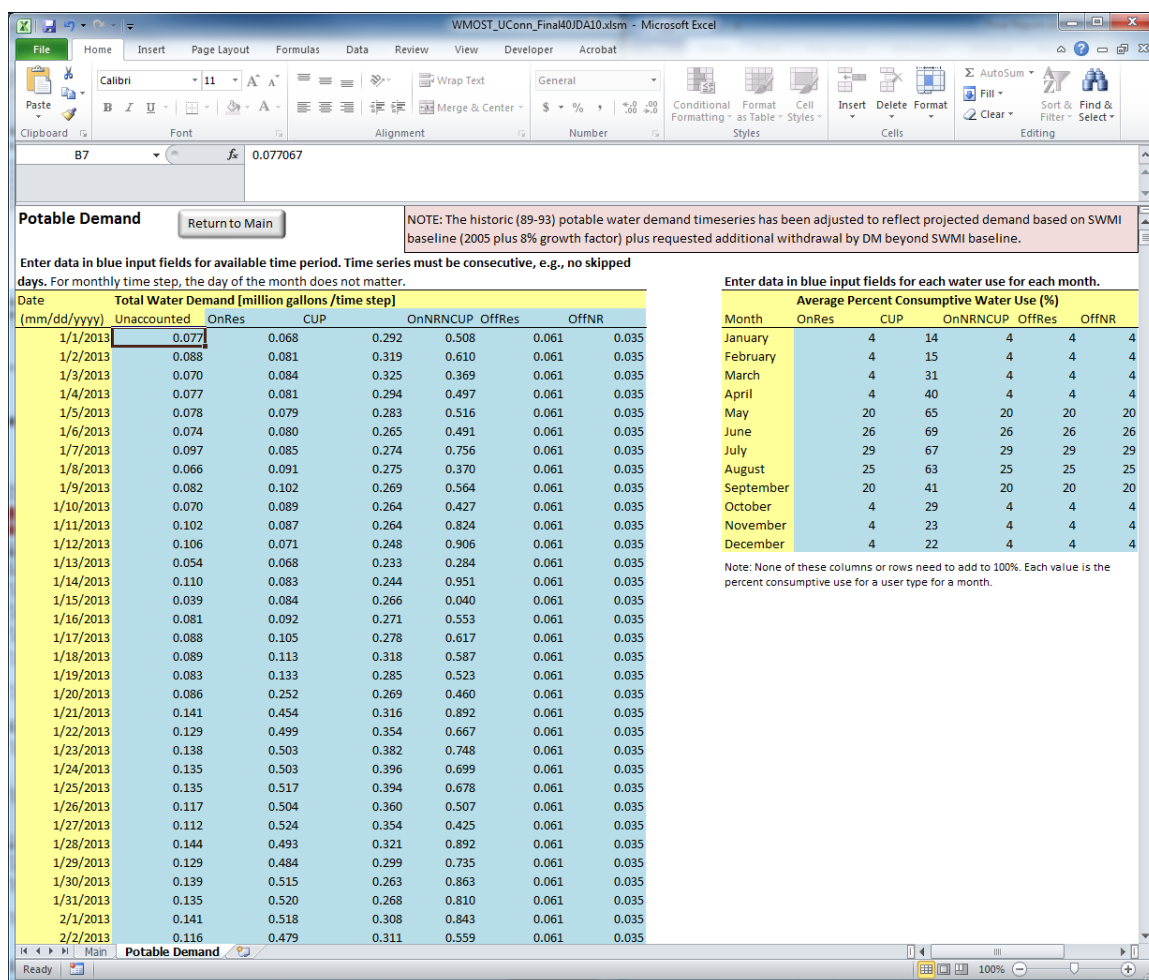 WMOST_UConn_Final40JDA10.xlsm - Microsoft Excel
File Home Insert Page Layout Formulas Data Review View Developer Acrobat
Calibri 11 A A Wrap Text General AutoSum
Fill
Paste B I U A Merge & Center $ % , .0 .00 .00 .0 Conditional Format Cell Insert Delete Format Clear Sort & Find &
Formatting as Table Styles Filter Select
Clipboard Font Alignment Number Styles Cells Editing
B7 fx 0.077067
Potable Demand Return to Main NOTE: The historic (89-93) potable water demand timeseries has been adjusted to reflect projected demand based on SWMI
baseline (2005 plus 8% growth factor) plus requested additional withdrawal by DM beyond SWMI baseline.
Enter data in blue input fields for available time period. Time series must be consecutive, e.g., no skipped
days. For monthly time step, the day of the month does not matter. Enter data in blue input fields for each water use for each month.
Date Total Water Demand [million gallons /time step] Average Percent Consumptive Water Use (%)
(mm/dd/yyyy) Unaccounted OnRes CUP OnNRNCUP OffRes OffNR Month OnRes CUP OnNRNCUP OffRes OffNR
1/1/2013 0.077 0.068 0.292 0.508 0.061 0.035 January 4 14 4 4 4
1/2/2013 0.088 0.081 0.319 0.610 0.061 0.035 February 4 15 4 4 4
1/3/2013 0.070 0.084 0.325 0.369 0.061 0.035 March 4 31 4 4 4
1/4/2013 0.077 0.081 0.294 0.497 0.061 0.035 April 4 40 4 4 4
1/5/2013 0.078 0.079 0.283 0.516 0.061 0.035 May 20 65 20 20 20
1/6/2013 0.074 0.080 0.265 0.491 0.061 0.035 June 26 69 26 26 26
1/7/2013 0.097 0.085 0.274 0.756 0.061 0.035 July 29 67 29 29 29
1/8/2013 0.066 0.091 0.275 0.370 0.061 0.035 August 25 63 25 25 25
1/9/2013 0.082 0.102 0.269 0.564 0.061 0.035 September 20 41 20 20 20
1/10/2013 0.070 0.089 0.264 0.427 0.061 0.035 October 4 29 4 4 4
1/11/2013 0.102 0.087 0.264 0.824 0.061 0.035 November 4 23 4 4 4
1/12/2013 0.106 0.071 0.248 0.906 0.061 0.035 December 4 22 4 4 4
1/13/2013 0.054 0.068 0.233 0.284 0.061 0.035 Note: None of these columns or rows need to add to 100%. Each value is the
1/14/2013 0.110 0.083 0.244 0.951 0.061 0.035 percent consumptive use for a user type for a month.
1/15/2013 0.039 0.084 0.266 0.040 0.061 0.035
1/16/2013 0.081 0.092 0.271 0.553 0.061 0.035
1/17/2013 0.088 0.105 0.278 0.617 0.061 0.035
1/18/2013 0.089 0.113 0.318 0.587 0.061 0.035
1/19/2013 0.083 0.133 0.285 0.523 0.061 0.035
1/20/2013 0.086 0.252 0.269 0.460 0.061 0.035
1/21/2013 0.141 0.454 0.316 0.892 0.061 0.035
1/22/2013 0.129 0.499 0.354 0.667 0.061 0.035
1/23/2013 0.138 0.503 0.382 0.748 0.061 0.035
1/24/2013 0.135 0.503 0.396 0.699 0.061 0.035
1/25/2013 0.135 0.517 0.394 0.678 0.061 0.035
1/26/2013 0.117 0.504 0.360 0.507 0.061 0.035
1/27/2013 0.112 0.524 0.354 0.425 0.061 0.035
1/28/2013 0.144 0.493 0.321 0.892 0.061 0.035
1/29/2013 0.129 0.484 0.299 0.735 0.061 0.035
1/30/2013 0.139 0.515 0.263 0.863 0.061 0.035
1/31/2013 0.135 0.520 0.268 0.810 0.061 0.035
2/1/2013 0.141 0.518 0.308 0.843 0.061 0.035
2/2/2013 0.116 0.479 0.311 0.559 0.061 0.035
Main Potable Demand
Ready 100%